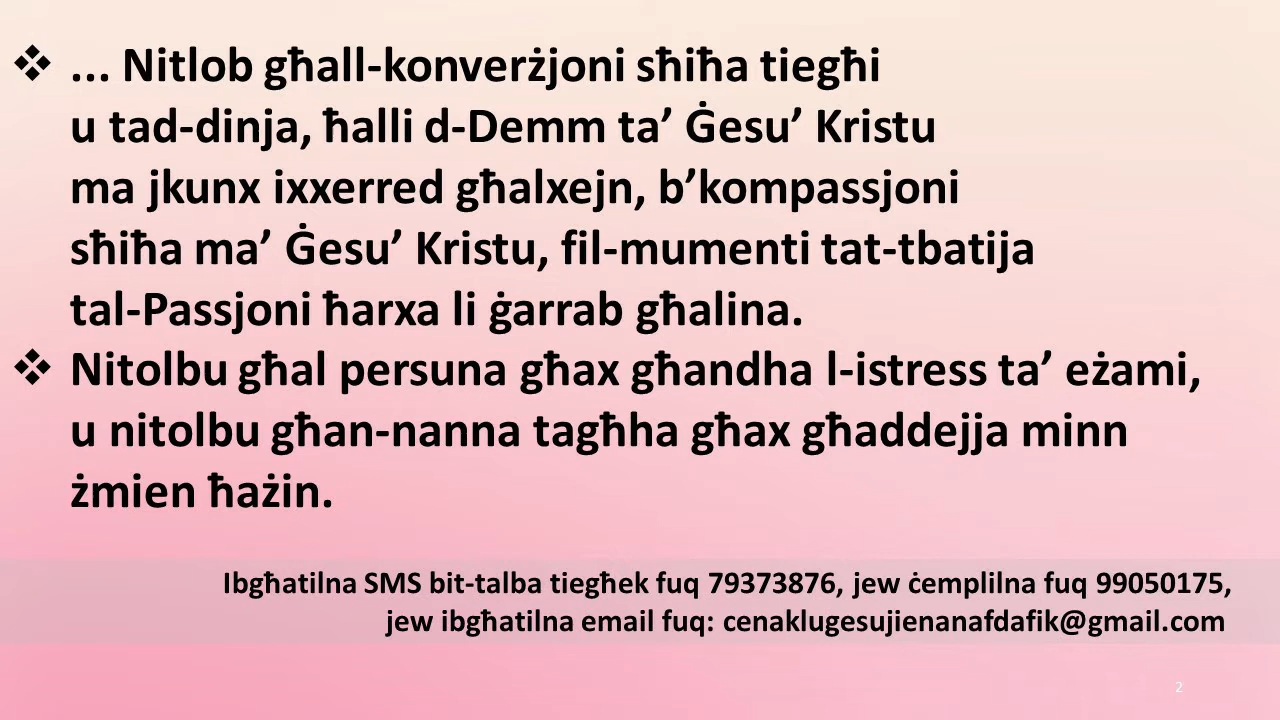 ❖ ... Nitlob għall-konverżjoni sħiħa tiegħi
u tad-dinja, ħalli d-Demm ta’ Ġesu’ Kristu
ma jkunx ixxerred għalxejn, b’kompassjoni
sħiħa ma’ Ġesu’ Kristu, fil-mumenti tat-tbatija
tal-Passjoni ħarxa li ġarrab għalina.
❖ Nitolbu għal persuna għax għandha l-istress ta’ eżami,
u nitolbu għan-nanna tagħha għax għaddejja minn
żmien ħażin.
Ibgħatilna SMS bit-talba tiegħek fuq 79373876, jew ċemplilna fuq 99050175,
jew ibgħatilna email fuq: cenaklugesujienanafdafik@gmail.com
2